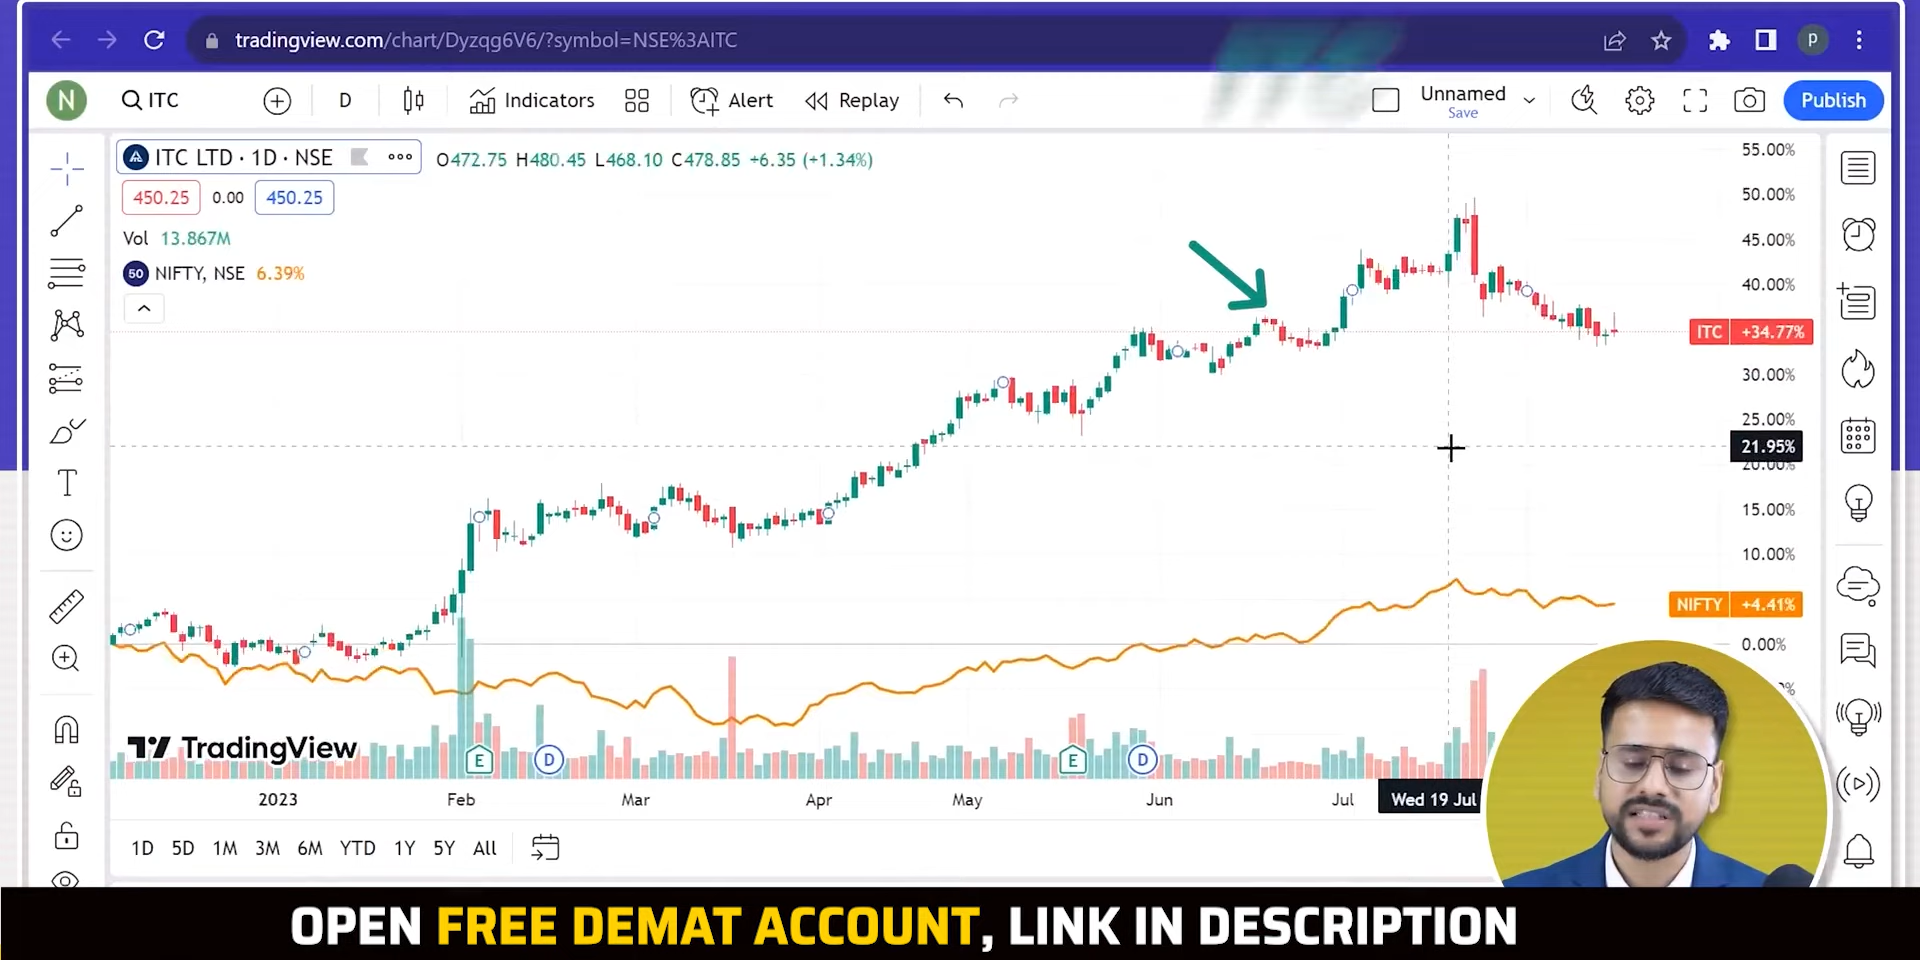 tradingview.com/chart/Dyzqg6V6/?symbol=NSE%3AITC
p
N ITC D Indicators Alert Replay Unnamed Publish
Save
ITC LTD · 1D · NSE O472.75 H480.45 L468.10 C478.85 +6.35 (+1.34%)
450.25 0.00 450.25
Vol 13.867M
50 NIFTY, NSE 6.39%
55.00%
50.00%
45.00%
40.00%
ITC +34.77%
30.00%
25.00%
21.95%
20.00%
15.00%
10.00%
NIFTY +4.41%
0.00%
TradingView
E D E D
2023 Feb Mar Apr May Jun Jul Wed 19 Jul
1D 5D 1M 3M 6M YTD 1Y 5Y All
OPEN FREE DEMAT ACCOUNT, LINK IN DESCRIPTION